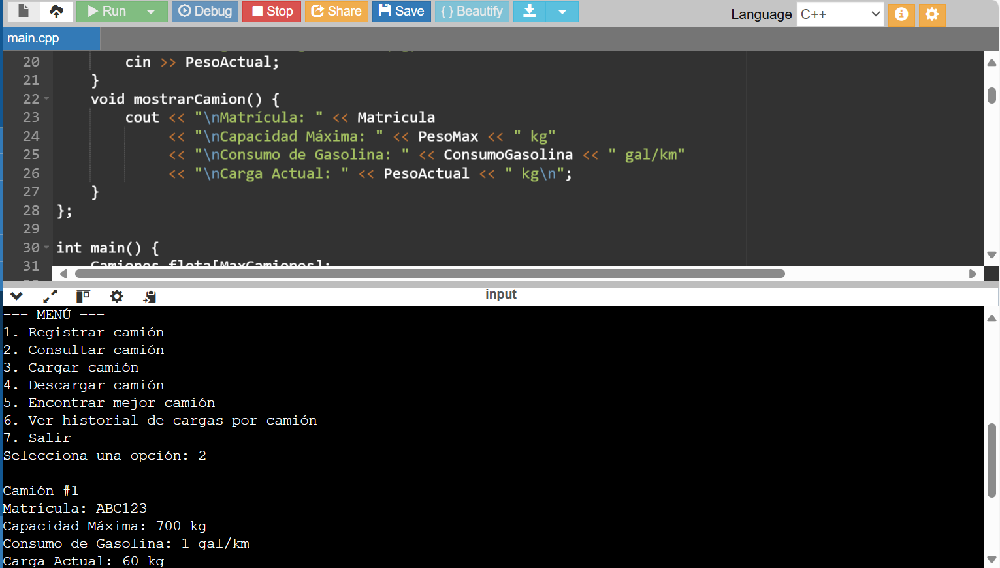 Run Debug Stop Share Save {} Beautify Language C++
main.cpp
20 cin >> PesoActual;
21 }
22 void mostrarCamion() {
23 cout << "\nMatrícula: " << Matricula
24 << "\nCapacidad Máxima: " << PesoMax << " kg"
25 << "\nConsumo de Gasolina: " << ConsumoGasolina << " gal/km"
26 << "\nCarga Actual: " << PesoActual << " kg\n";
27 }
28 };
29
30 int main() {
31 Camiones flota[MaxCamiones];
input
--- MENÚ ---
1. Registrar camión
2. Consultar camión
3. Cargar camión
4. Descargar camión
5. Encontrar mejor camión
6. Ver historial de cargas por camión
7. Salir
Selecciona una opción: 2
Camión #1
Matrícula: ABC123
Capacidad Máxima: 700 kg
Consumo de Gasolina: 1 gal/km
Carga Actual: 60 kg